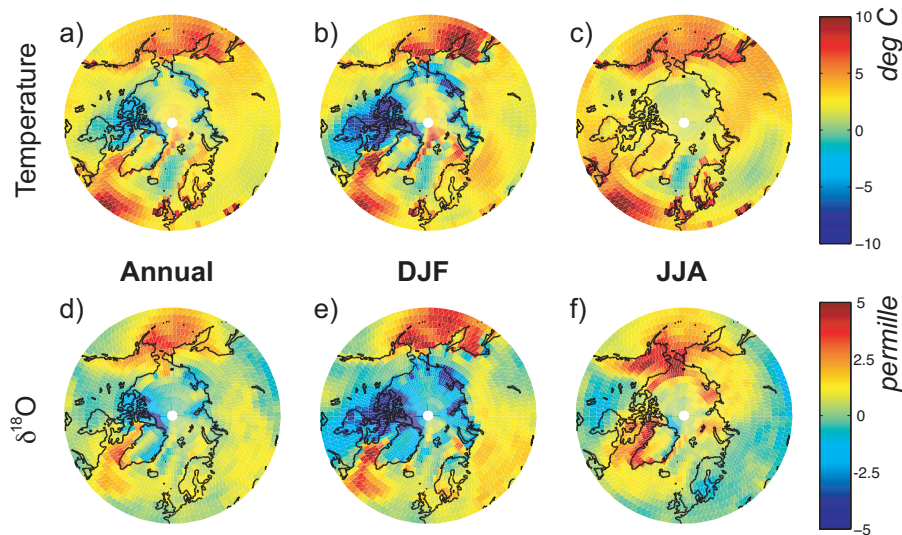 a) b) c)
Temperature
10
5
0
−5
−10
deg C
Annual DJF JJA
d) e) f)
δ¹⁸O
5
2.5
0
−2.5
−5
permille